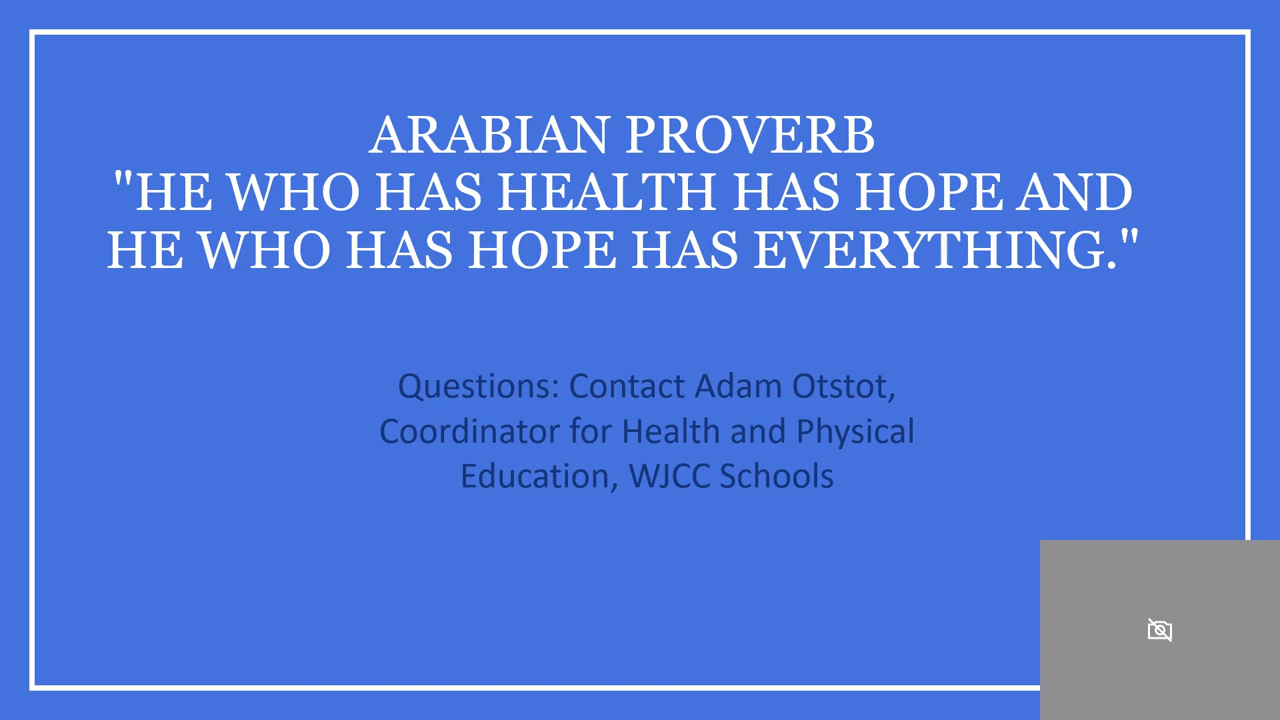 ARABIAN PROVERB
"HE WHO HAS HEALTH HAS HOPE AND
HE WHO HAS HOPE HAS EVERYTHING."
Questions: Contact Adam Otstot,
Coordinator for Health and Physical
Education, WJCC Schools